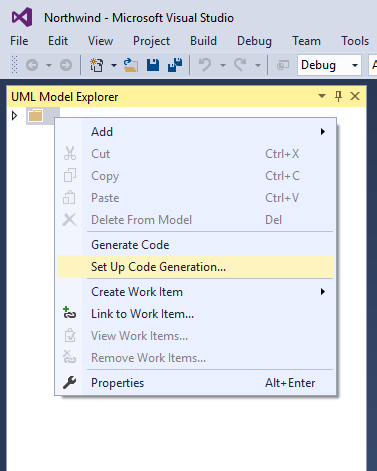 Northwind - Microsoft Visual Studio
File Edit View Project Build Debug Team Tools
Debug
UML Model Explorer
Add
Cut Ctrl+X
Copy Ctrl+C
Paste Ctrl+V
Delete From Model Del
Generate Code
Set Up Code Generation...
Create Work Item
Link to Work Item...
View Work Items...
Remove Work Items...
Properties Alt+Enter